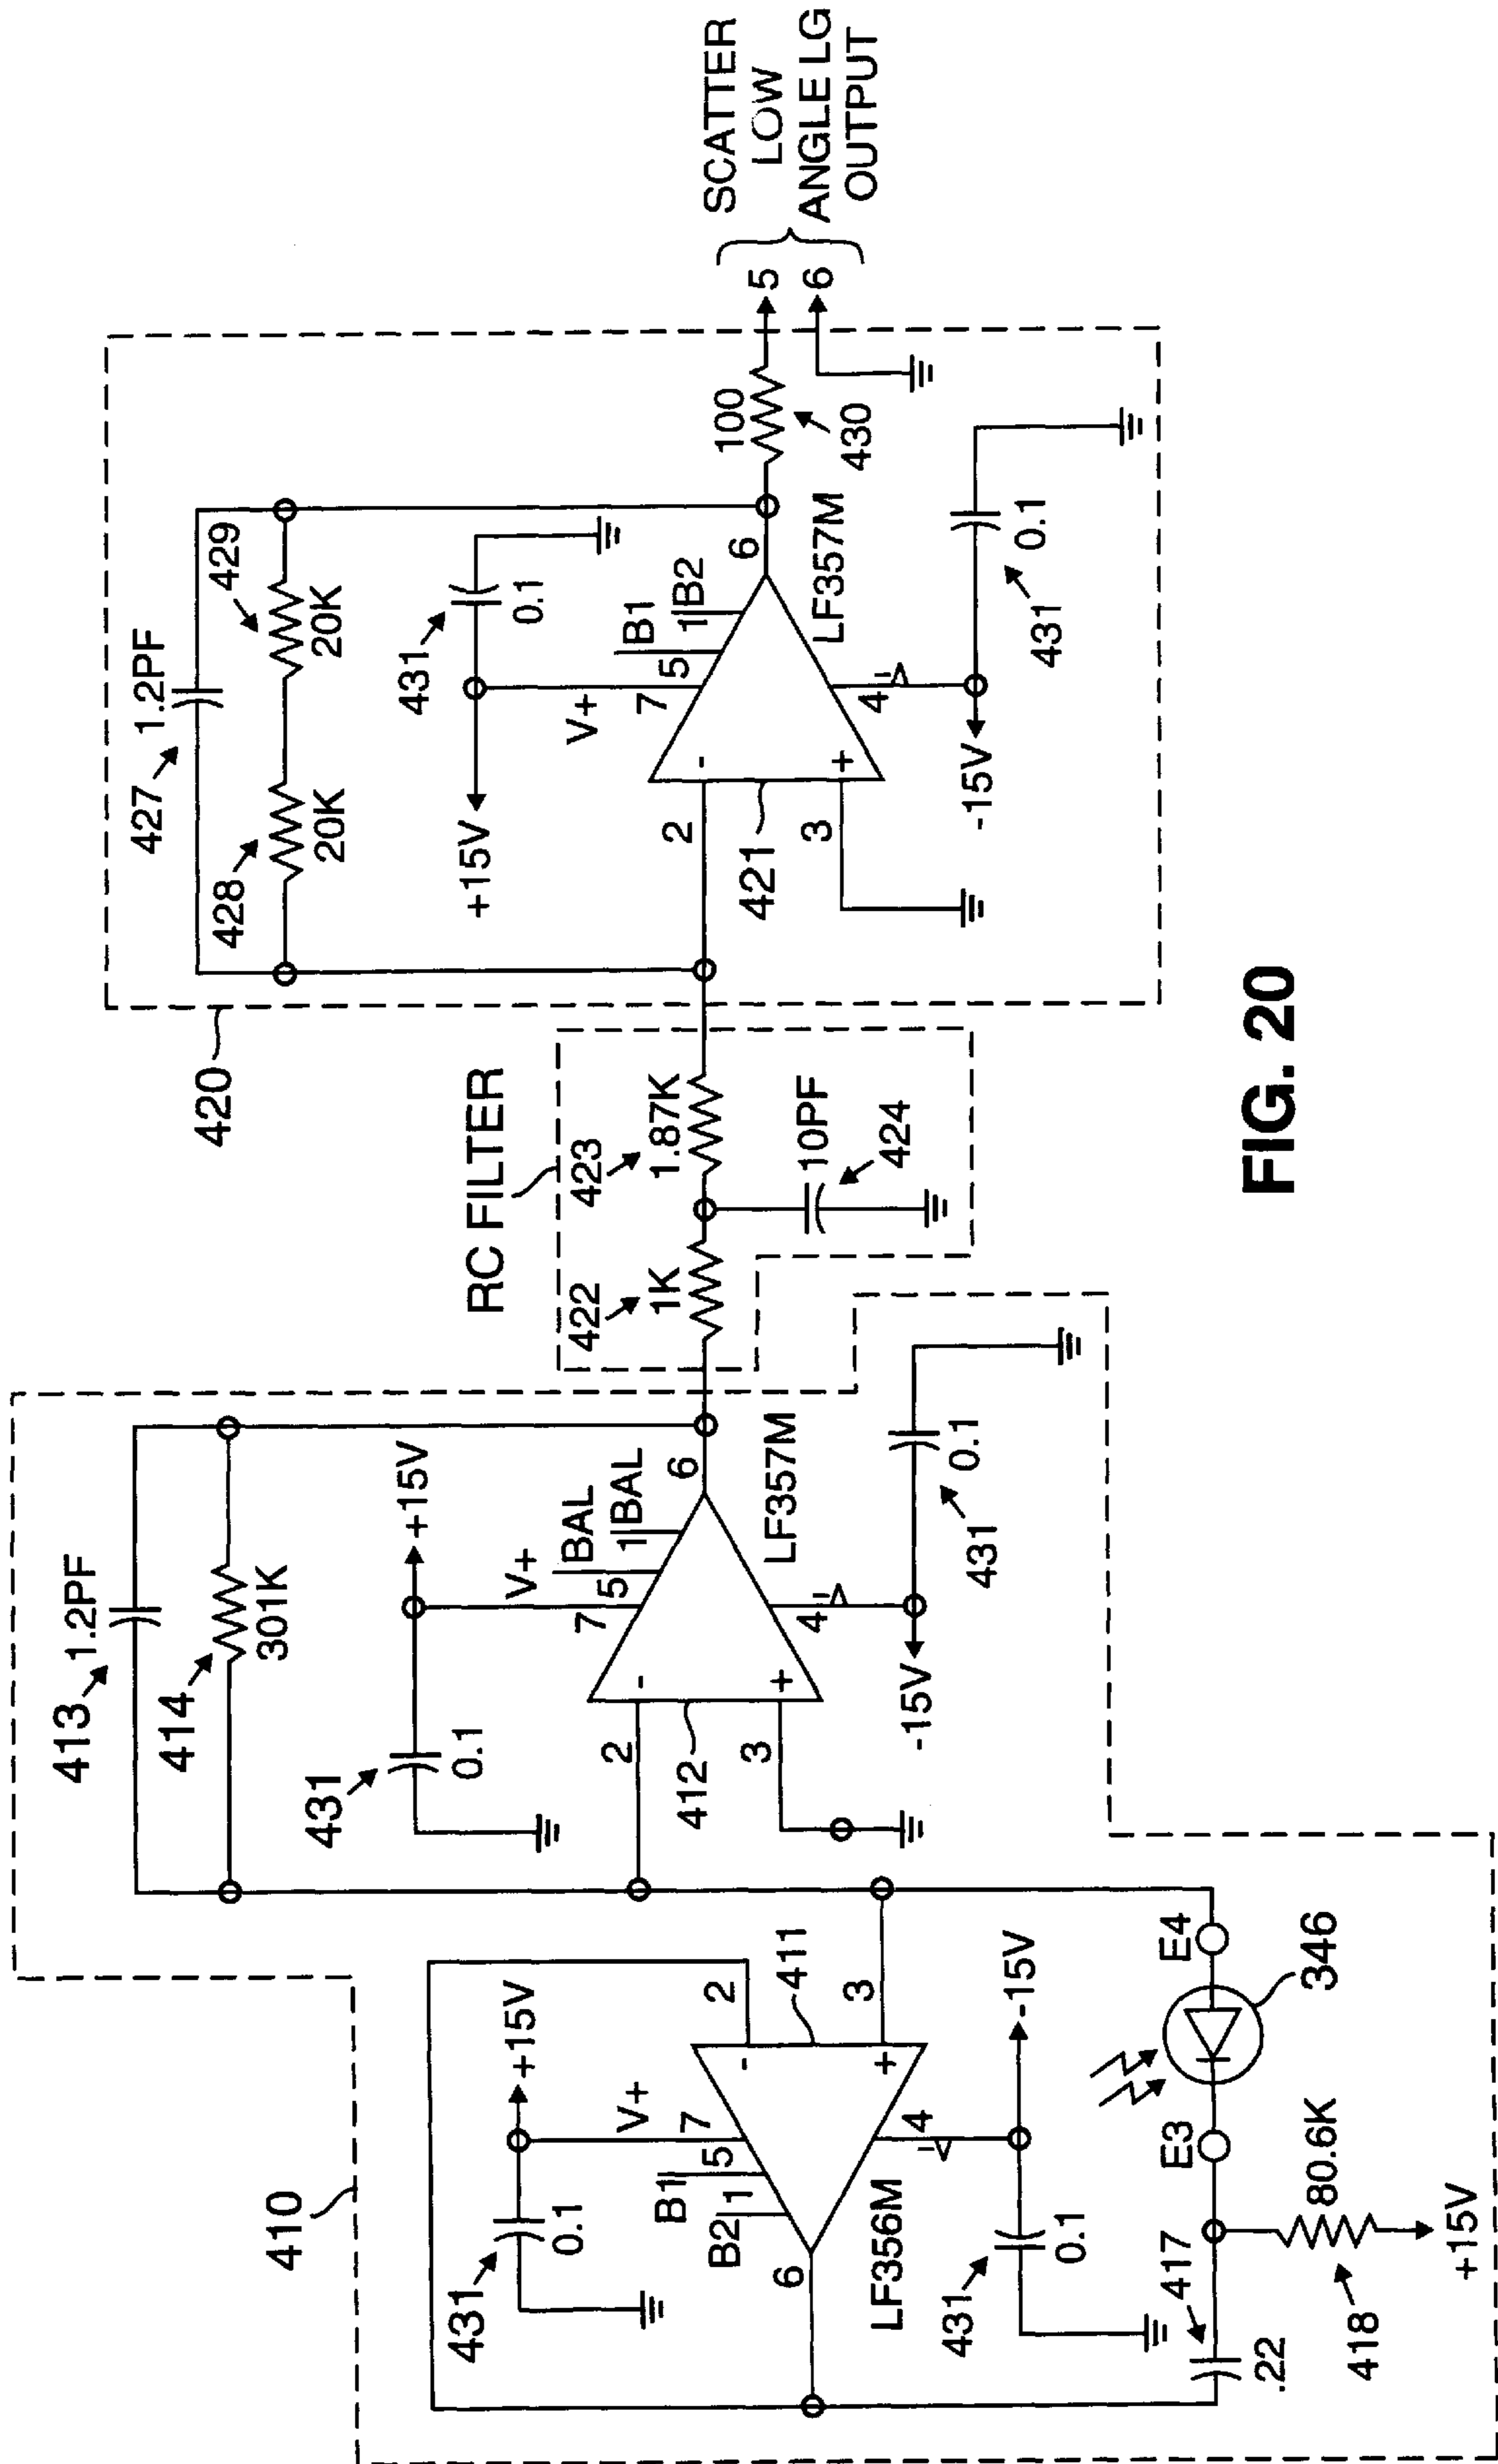 410
431
0.1
+15V
V+
7
5
B1
1
B2
6
2
411
3
-
+
LF356M
4
V-
-15V
431
0.1
E3
E4
346
417
.22
418
80.6K
+15V
413
1.2PF
414
301K
431
0.1
+15V
V+
7
5
BAL
1
BAL
6
2
412
3
-
+
LF357M
4
V-
-15V
431
0.1
RC FILTER
422
1K
423
1.87K
10PF
424
420
427
1.2PF
428
20K
429
20K
+15V
431
0.1
V+
7
5
B1
1
B2
6
2
421
3
-
+
LF357M
4
V-
-15V
431
0.1
100
430
5
6
SCATTER
LOW
ANGLE LG
OUTPUT
FIG. 20